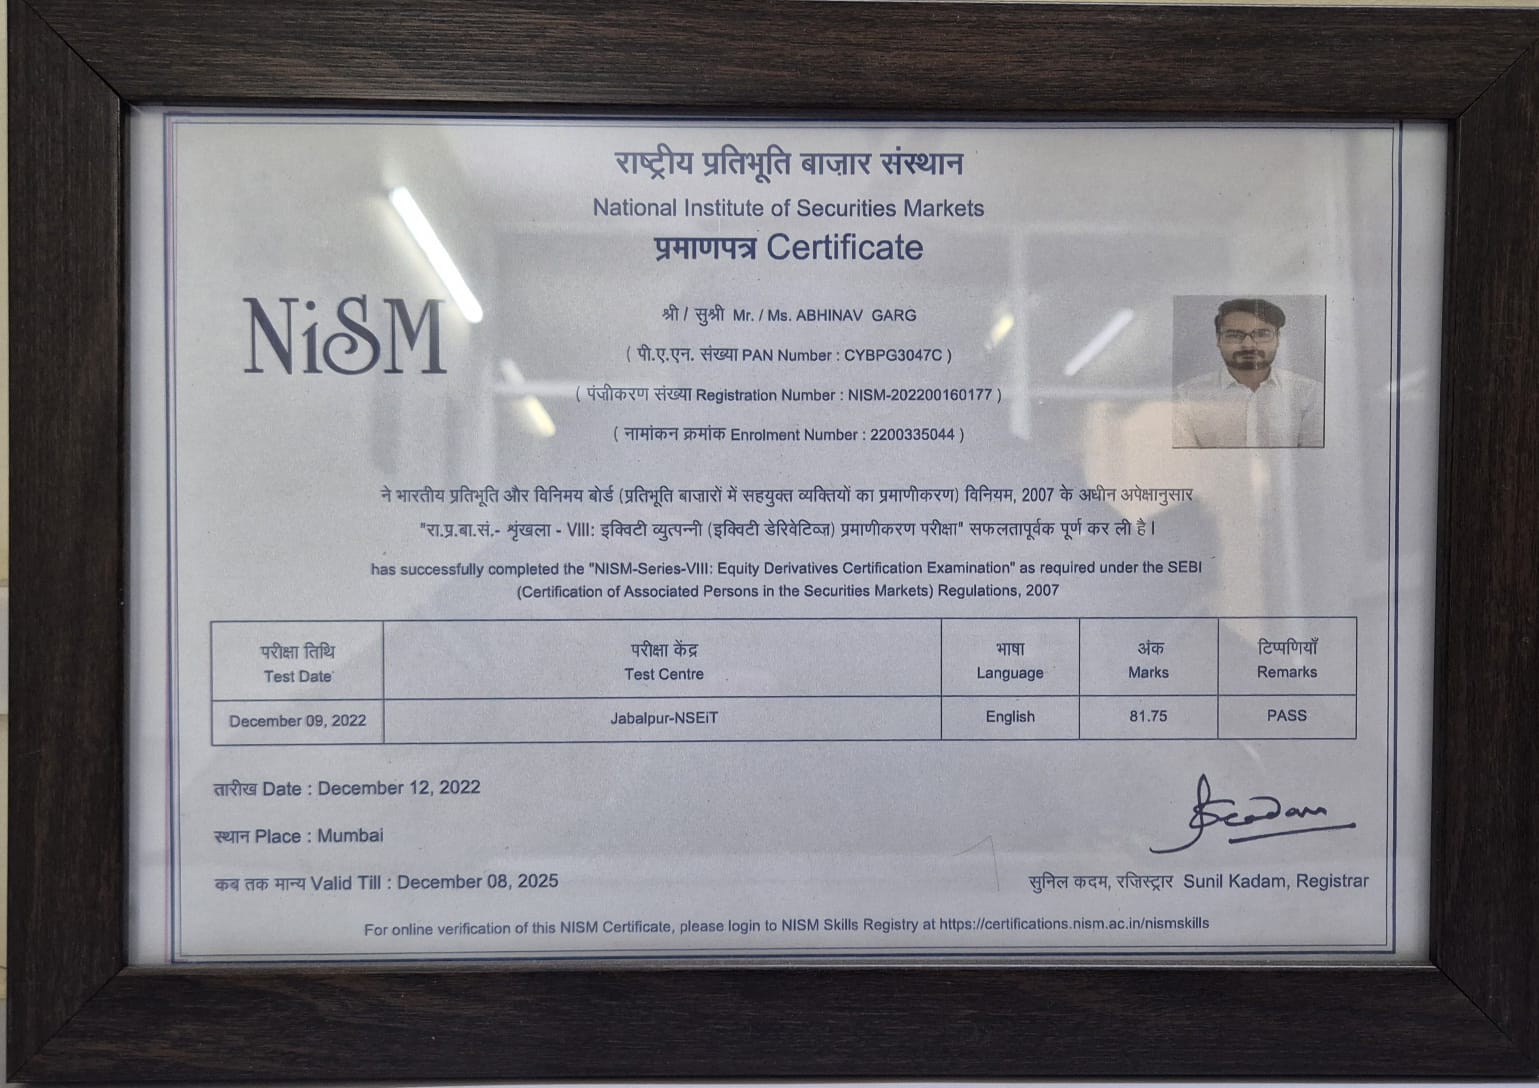 राष्ट्रीय प्रतिभूति बाज़ार संस्थान
National Institute of Securities Markets
प्रमाणपत्र Certificate
NiSM
श्री / सुश्री Mr. / Ms. ABHINAV GARG
( पी.ए.एन. संख्या PAN Number : CYBPG3047C )
( पंजीकरण संख्या Registration Number : NISM-202200160177 )
( नामांकन क्रमांक Enrolment Number : 2200335044 )
ने भारतीय प्रतिभूति और विनिमय बोर्ड (प्रतिभूति बाजारों में सहयुक्त व्यक्तियों का प्रमाणीकरण) विनियम, 2007 के अधीन अपेक्षानुसार
"रा.प्र.बा.सं.- शृंखला - VIII: इक्विटी व्युत्पन्नी (इक्विटी डेरिवेटिव्ज) प्रमाणीकरण परीक्षा" सफलतापूर्वक पूर्ण कर ली है।
has successfully completed the "NISM-Series-VIII: Equity Derivatives Certification Examination" as required under the SEBI
(Certification of Associated Persons in the Securities Markets) Regulations, 2007
परीक्षा तिथि परीक्षा केंद्र भाषा अंक टिप्पणियाँ
Test Date Test Centre Language Marks Remarks
December 09, 2022 Jabalpur-NSEiT English 81.75 PASS
तारीख Date : December 12, 2022
स्थान Place : Mumbai
कब तक मान्य Valid Till : December 08, 2025
सुनिल कदम, रजिस्ट्रार Sunil Kadam, Registrar
For online verification of this NISM Certificate, please login to NISM Skills Registry at https://certifications.nism.ac.in/nismskills